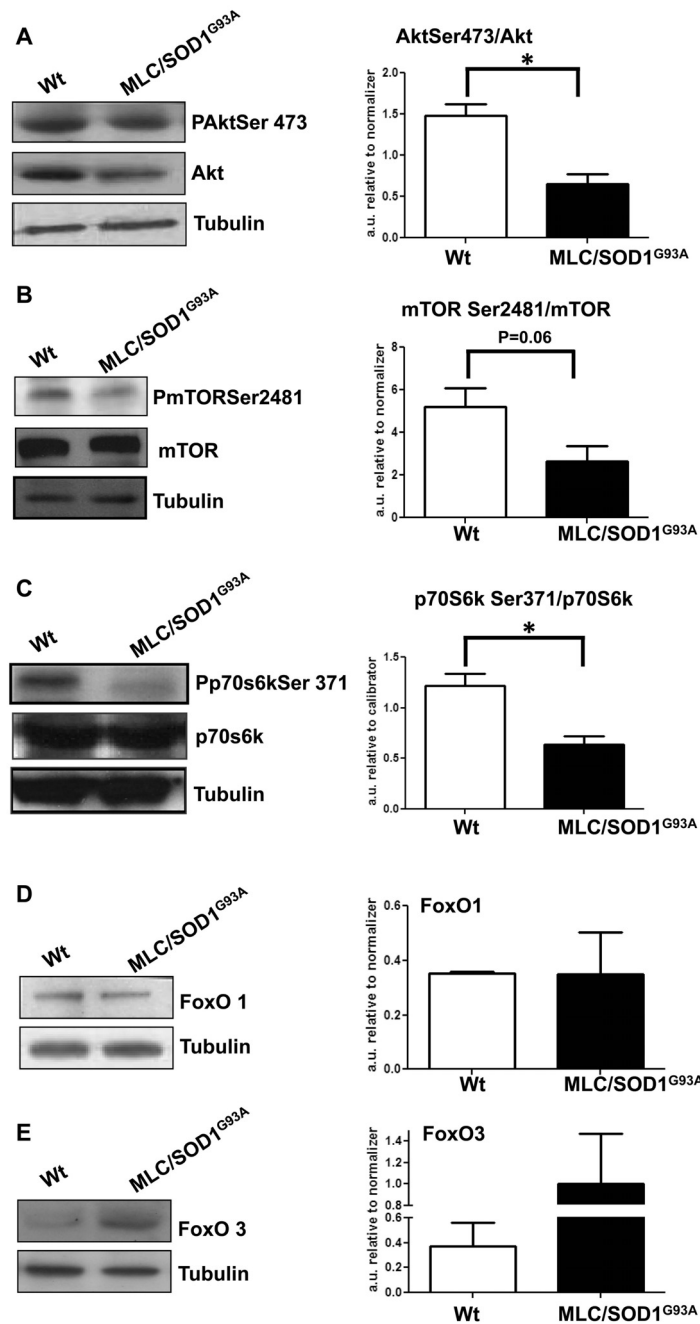 A
Wt MLC/SOD1G93A
PAktSer 473
Akt
Tubulin
AktSer473/Akt
*
a.u. relative to normalizer
2.0
1.5
1.0
0.5
0.0
Wt MLC/SOD1G93A
B
Wt MLC/SOD1G93A
PmTORSer2481
mTOR
Tubulin
mTOR Ser2481/mTOR
P=0.06
a.u. relative to normalizer
8
6
4
2
0.0
Wt MLC/SOD1G93A
C
Wt MLC/SOD1G93A
Pp70s6kSer 371
p70s6k
Tubulin
p70S6k Ser371/p70S6k
*
a.u. relative to calibrator
1.5
1.0
0.5
0.0
Wt MLC/SOD1G93A
D
Wt MLC/SOD1G93A
FoxO 1
Tubulin
FoxO1
a.u. relative to normalizer
0.6
0.4
0.2
0.0
Wt MLC/SOD1G93A
E
Wt MLC/SOD1G93A
FoxO 3
Tubulin
FoxO3
a.u. relative to normalizer
1.4
1.2
1.0
0.8
0.6
0.4
0.2
0.0
Wt MLC/SOD1G93A